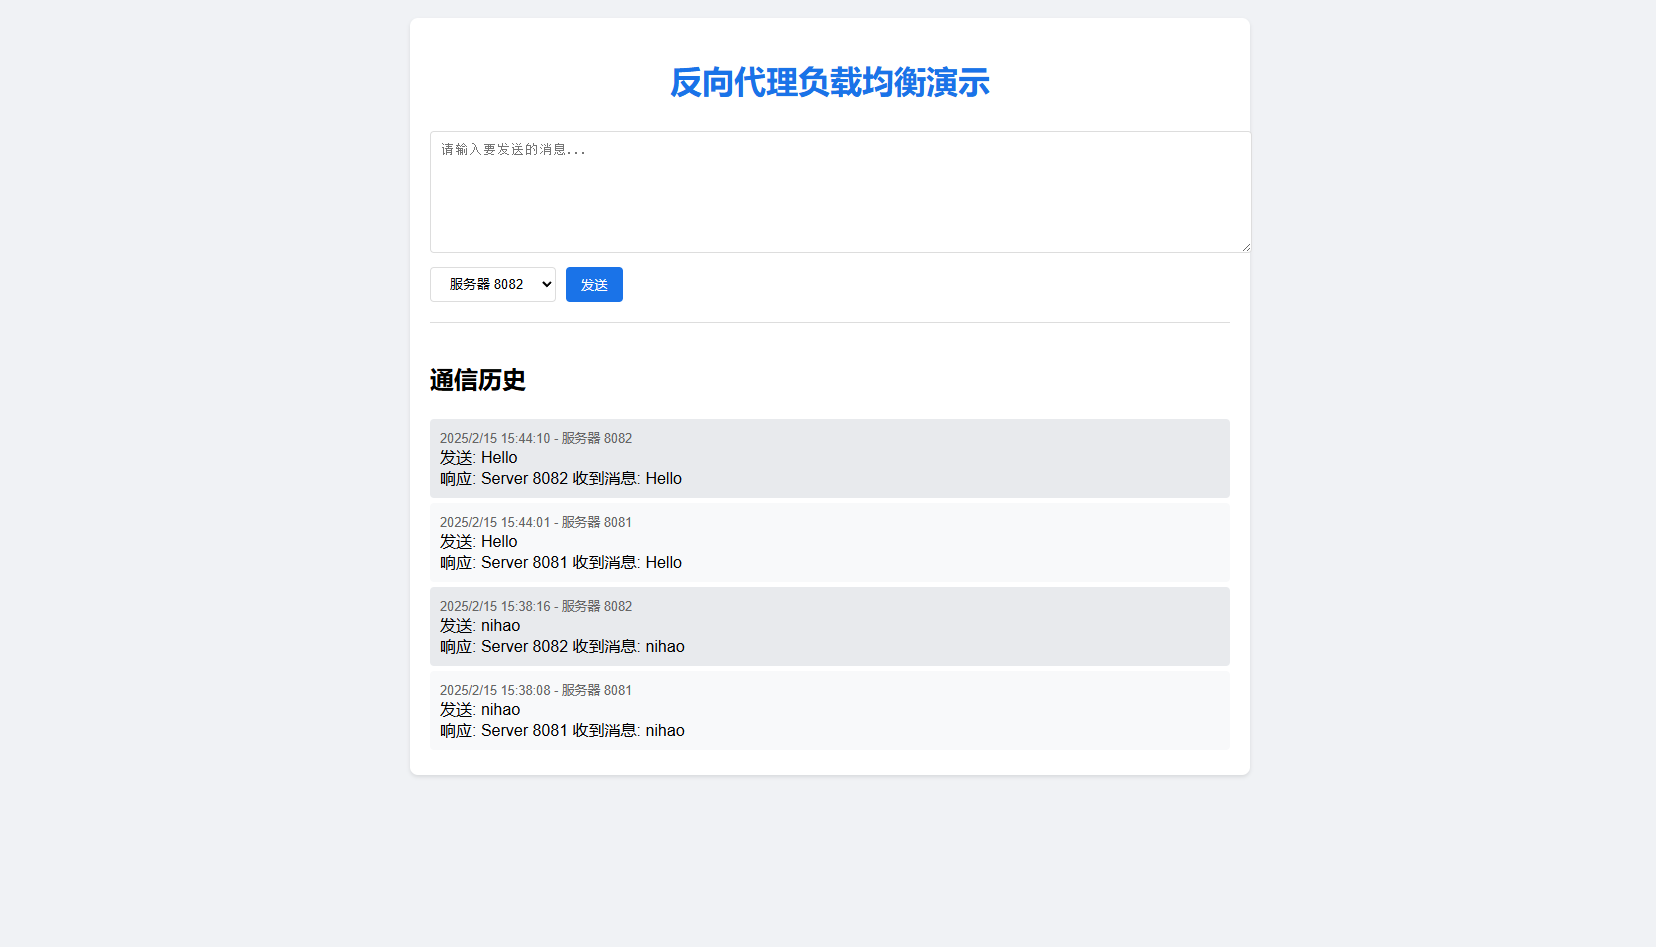 反向代理负载均衡演示
请输入要发送的消息...
服务器 8082
发送
通信历史
2025/2/15 15:44:10 - 服务器 8082
发送: Hello
响应: Server 8082 收到消息: Hello
2025/2/15 15:44:01 - 服务器 8081
发送: Hello
响应: Server 8081 收到消息: Hello
2025/2/15 15:38:16 - 服务器 8082
发送: nihao
响应: Server 8082 收到消息: nihao
2025/2/15 15:38:08 - 服务器 8081
发送: nihao
响应: Server 8081 收到消息: nihao